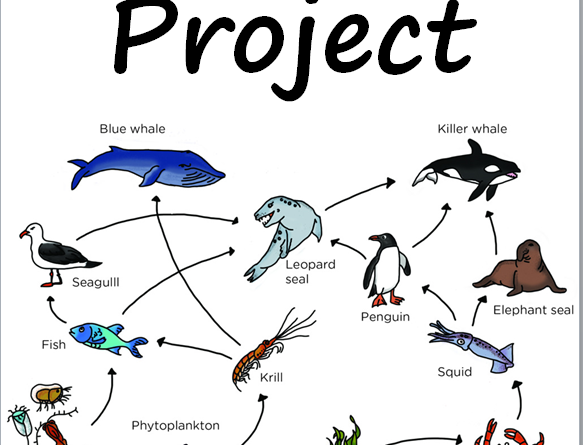 Project
Blue whale
Killer whale
Seagulll
Leopard
seal
Penguin
Elephant seal
Fish
Krill
Squid
Phytoplankton